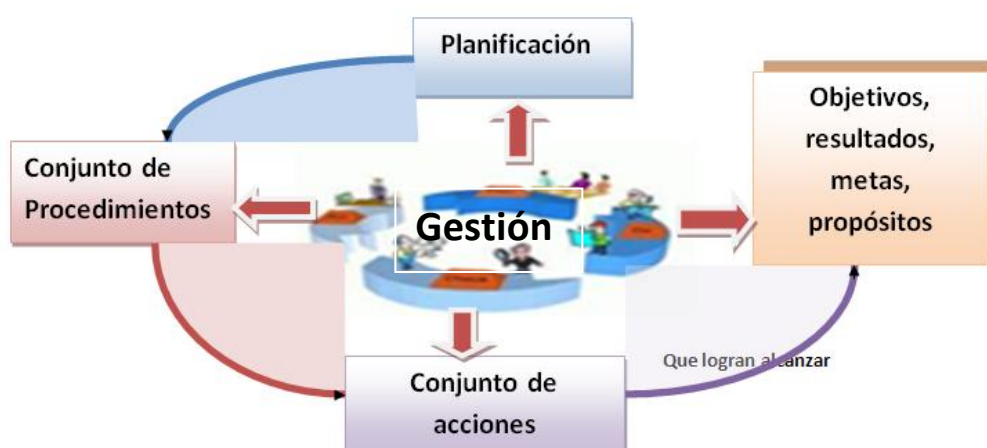 Planificación
Objetivos,
resultados,
metas,
propósitos
Conjunto de
Procedimientos
Gestión
Que logran alcanzar
Conjunto de
acciones